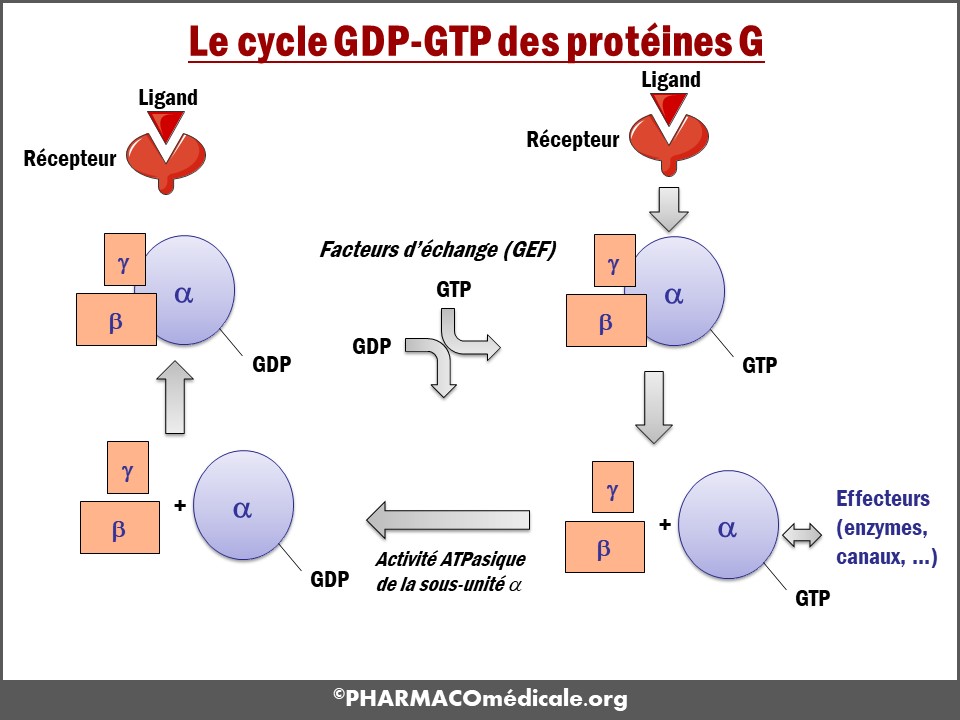 Le cycle GDP-GTP des protéines G
Ligand
Récepteur
Ligand
Récepteur
γ
α
β
GDP
Facteurs d'échange (GEF)
GTP
GDP
γ
α
β
GTP
γ
β
+
α
GDP
Activité ATPasique
de la sous-unité α
γ
β
+
α
GTP
Effecteurs
(enzymes,
canaux, ...)
©PHARMACOmédicale.org